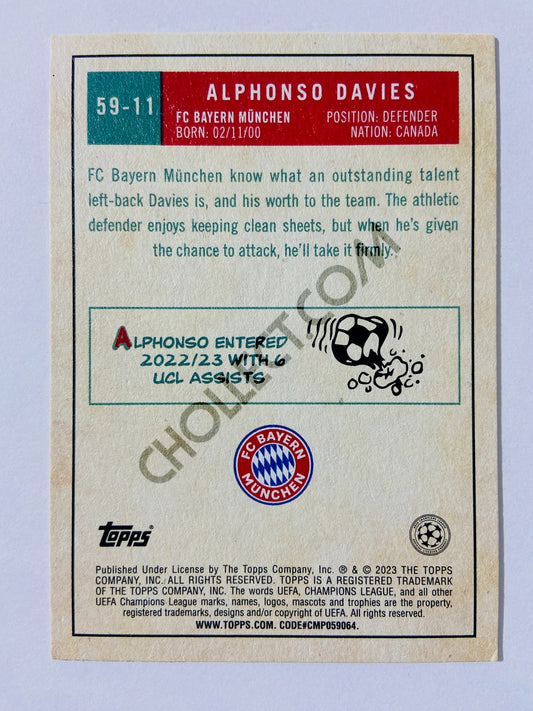 59-11
ALPHONSO DAVIES
FC BAYERN MÜNCHEN
POSITION: DEFENDER
BORN: 02/11/00
NATION: CANADA
FC Bayern München know what an outstanding talent
left-back Davies is, and his worth to the team. The athletic
defender enjoys keeping clean sheets, but when he's given
the chance to attack, he'll take it firmly.
ALPHONSO ENTERED
2022/23 WITH 6
UCL ASSISTS
CHOLLECT.COM
FC BAYERN
MÜNCHEN
topps®
Published Under License by The Topps Company, Inc. ® & © 2023 THE TOPPS
COMPANY, INC. ALL RIGHTS RESERVED. TOPPS IS A REGISTERED TRADEMARK
OF THE TOPPS COMPANY, INC. The words UEFA, CHAMPIONS LEAGUE, and all other
UEFA Champions League marks, names, logos, mascots and trophies are the property,
registered trademarks, designs and/or copyright of UEFA. All rights reserved.
WWW.TOPPS.COM. CODE#CMP059064.